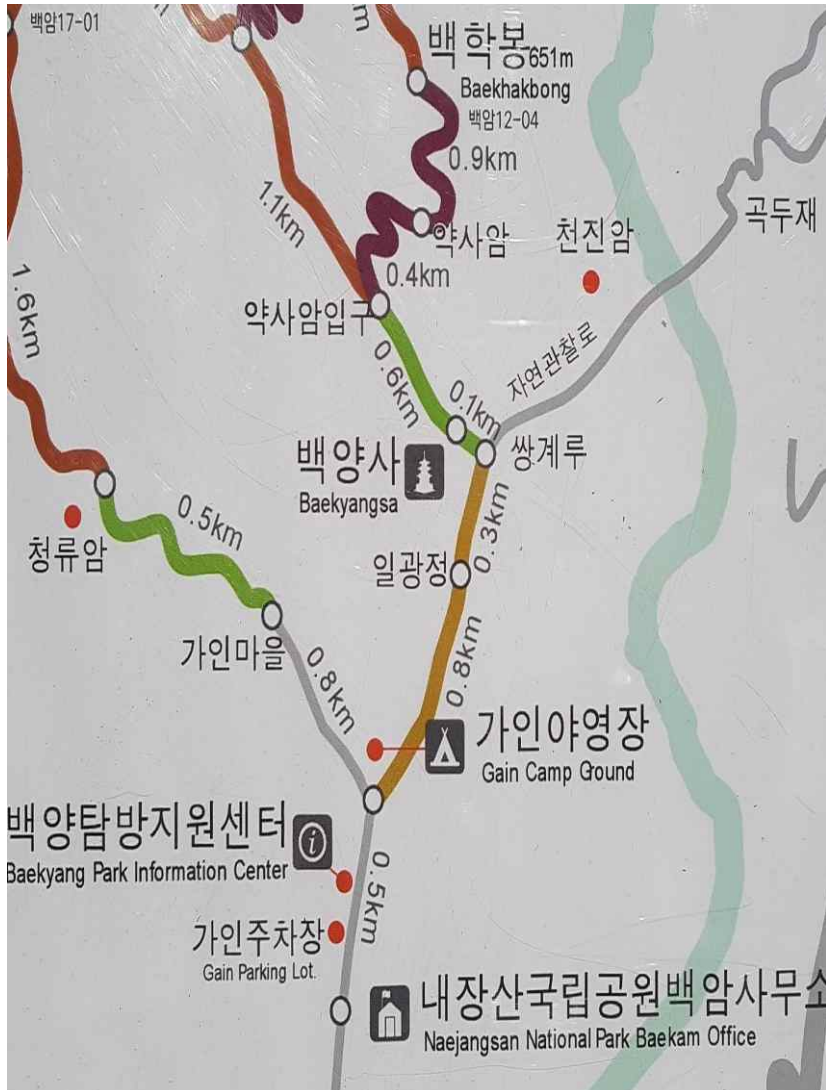 m
백암17-01
백학봉651m
Baekhakbong
백암12-04
0.9km
1.1km
약사암
천진암
곡두재
0.4km
1.6km
약사암입구
자연관찰로
0.6km
0.1km
백양사
Baekyangsa
쌍계루
0.5km
0.3km
청류암
일광정
가인마을
0.8km
0.8km
가인야영장
Gain Camp Ground
백양탐방지원센터
Baekyang Park Information Center
0.5km
가인주차장
Gain Parking Lot.
내장산국립공원백암사무소
Naejangsan National Park Baekam Office